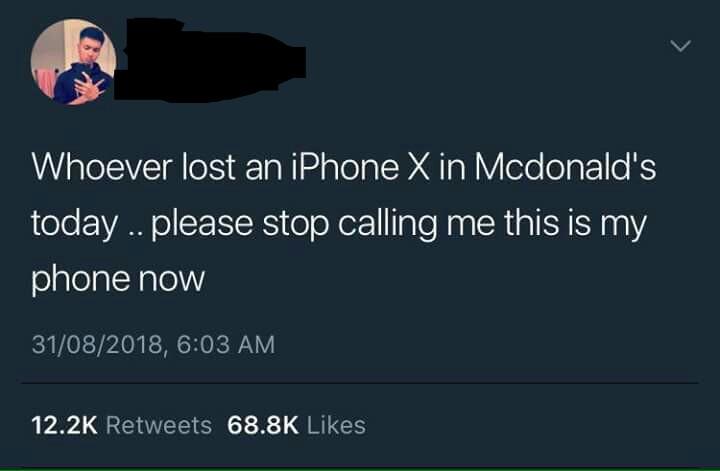 Whoever lost an iPhone X in Mcdonald's
today .. please stop calling me this is my
phone now
31/08/2018, 6:03 AM
12.2K Retweets 68.8K Likes